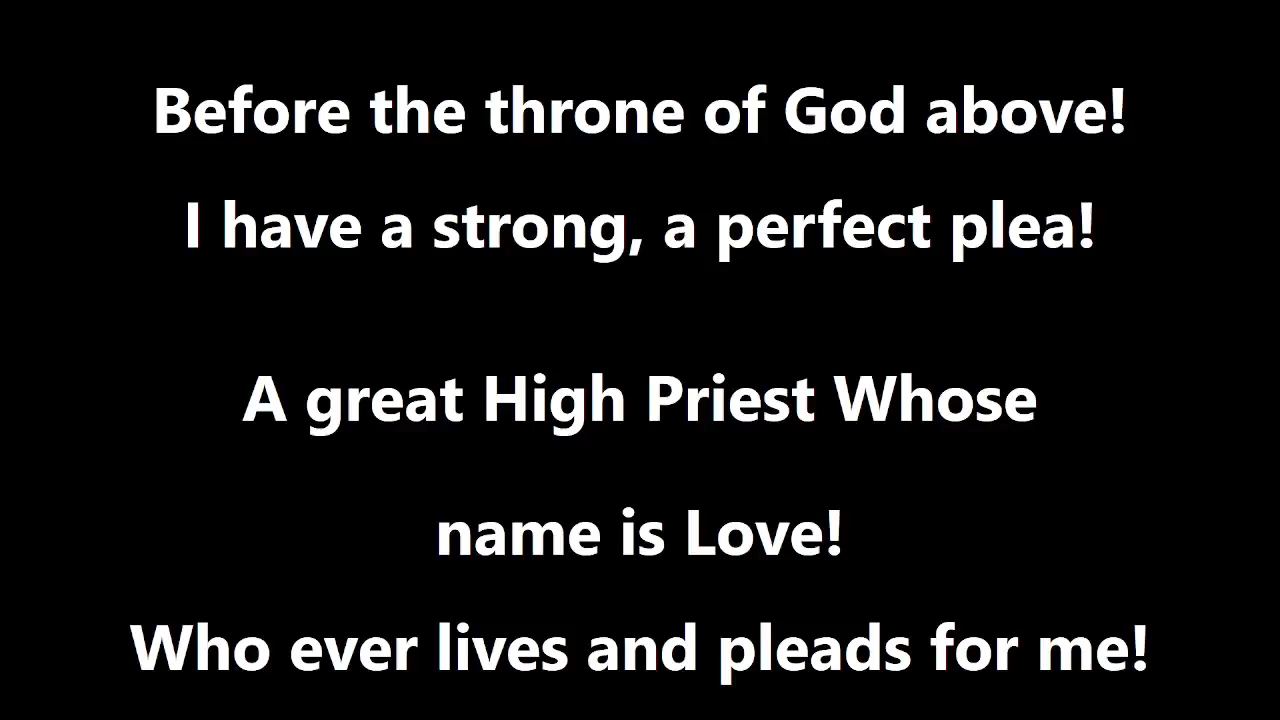 Before the throne of God above!
I have a strong, a perfect plea!
A great High Priest Whose
name is Love!
Who ever lives and pleads for me!